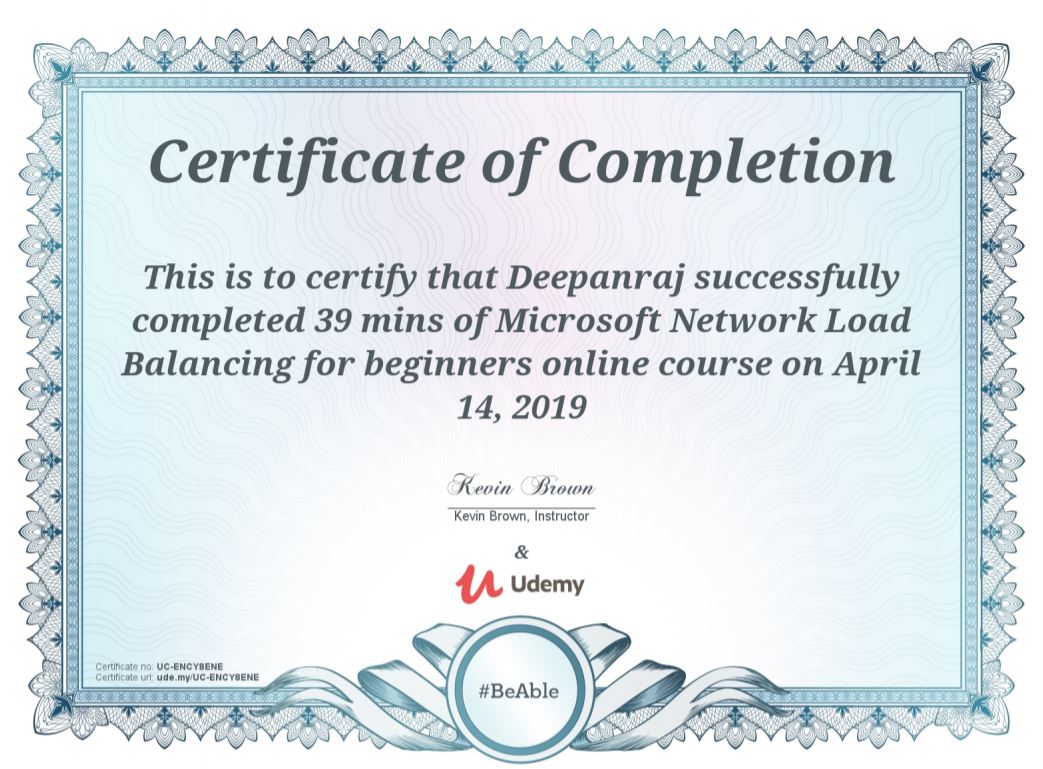 Certificate of Completion
This is to certify that Deepanraj successfully
completed 39 mins of Microsoft Network Load
Balancing for beginners online course on April
14, 2019
Kevin Brown
Kevin Brown, Instructor
&
Udemy
Certificate no: UC-ENCY8ENE
Certificate url: ude.my/UC-ENCY8ENE
#BeAble